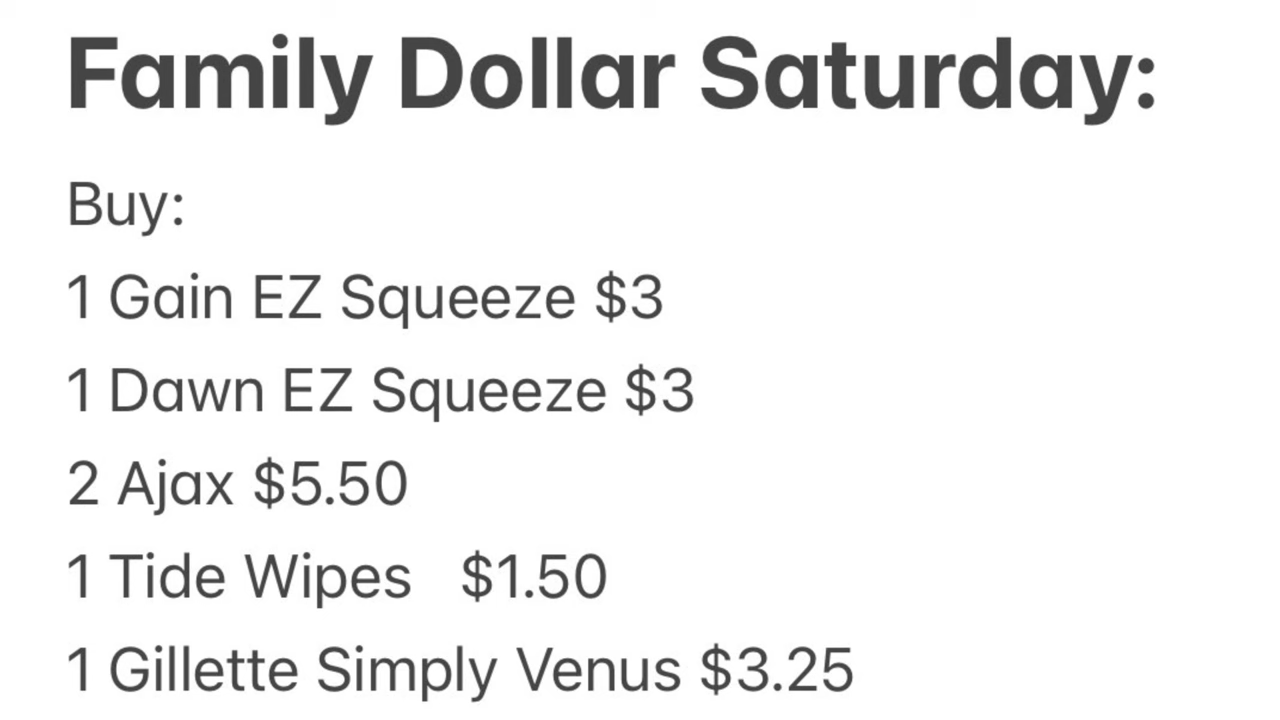 Family Dollar Saturday:
Buy:
1 Gain EZ Squeeze $3
1 Dawn EZ Squeeze $3
2 Ajax $5.50
1 Tide Wipes   $1.50
1 Gillette Simply Venus $3.25